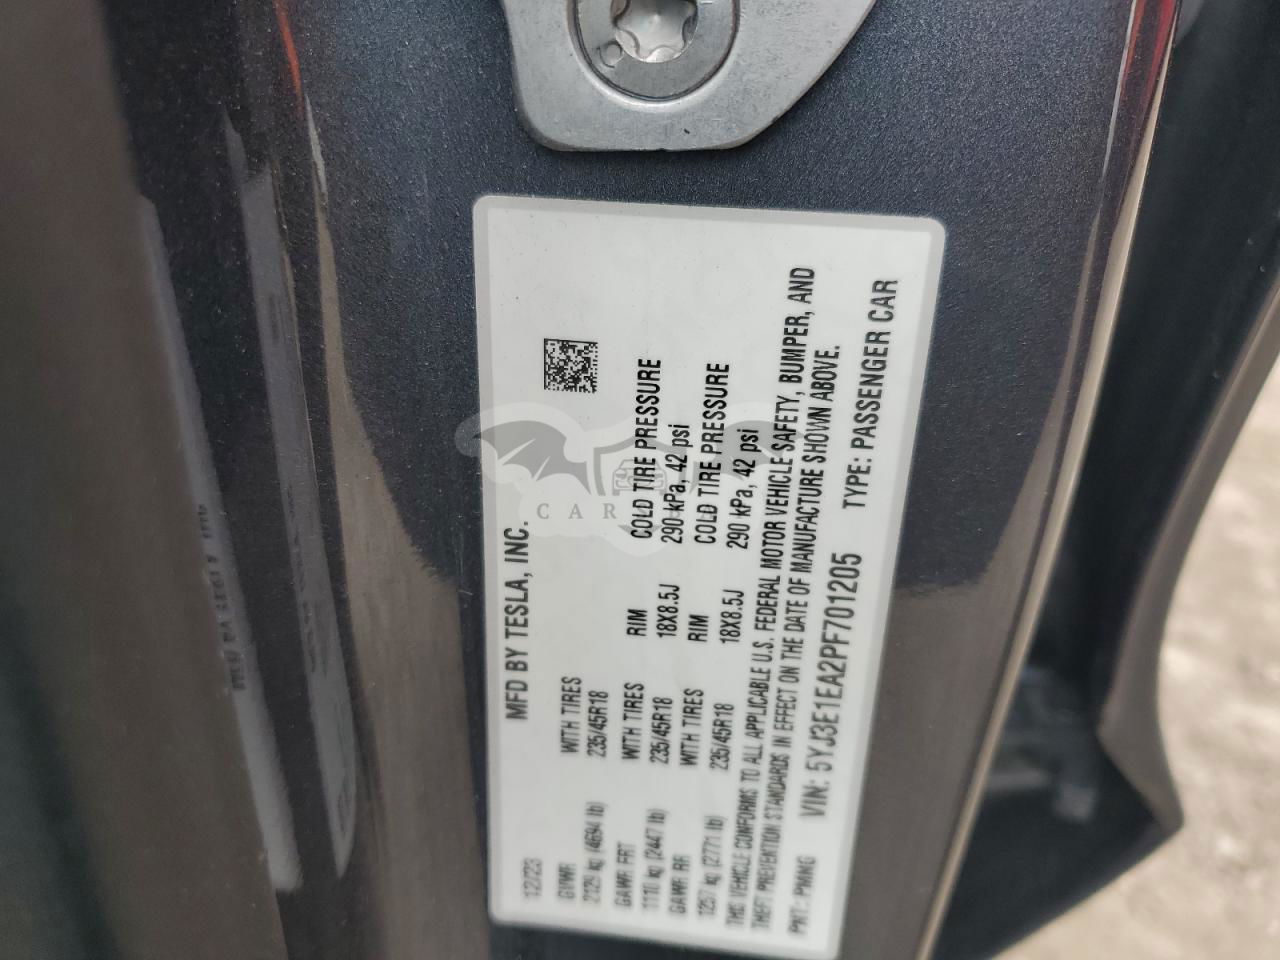 MFD BY TESLA, INC.
12/23
GVWR
2129 kg (4694 lb)
WITH TIRES
235/45R18
GAWR FRT
1110 kg (2447 lb)
WITH TIRES
235/45R18
RIM
18X8.5J
COLD TIRE PRESSURE
290 kPa, 42 psi
GAWR RR
1257 kg (2771 lb)
WITH TIRES
235/45R18
RIM
18X8.5J
COLD TIRE PRESSURE
290 kPa, 42 psi
THIS VEHICLE CONFORMS TO ALL APPLICABLE U.S. FEDERAL MOTOR VEHICLE SAFETY, BUMPER, AND
THEFT PREVENTION STANDARDS IN EFFECT ON THE DATE OF MANUFACTURE SHOWN ABOVE.
PNT: PMNG VIN: 5YJ3E1EA2PF701205 TYPE: PASSENGER CAR